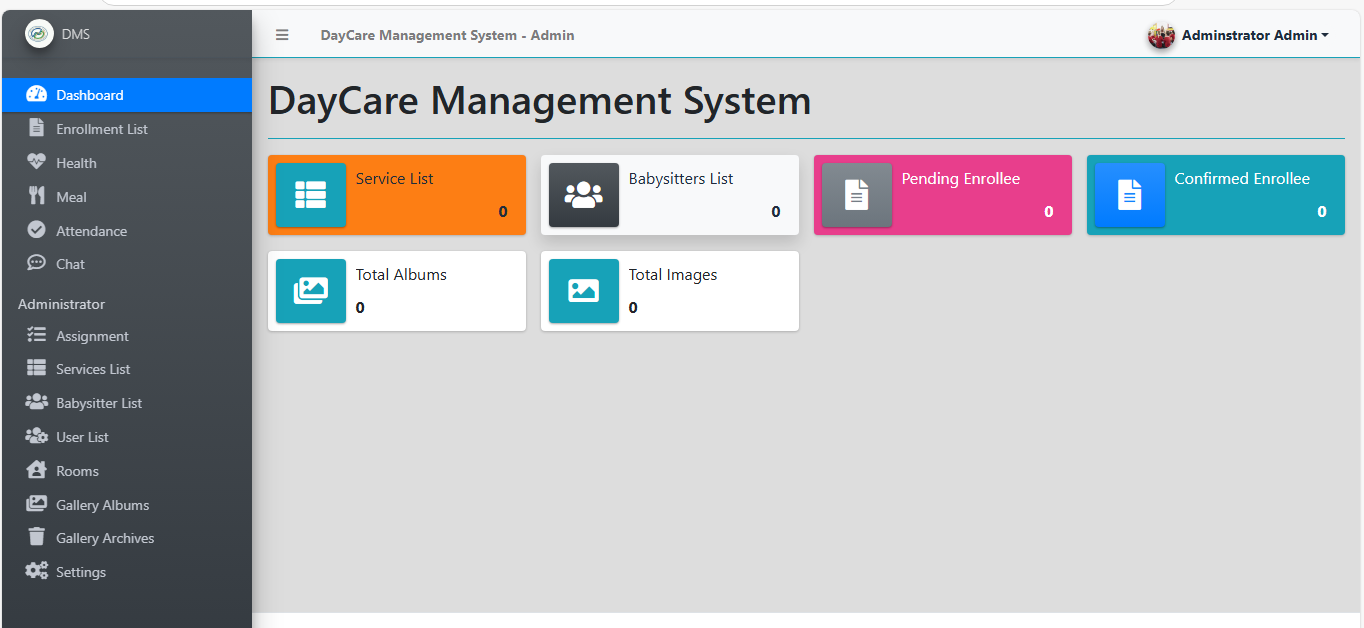 DMS
Dashboard
Enrollment List
Health
Meal
Attendance
Chat
Administrator
Assignment
Services List
Babysitter List
User List
Rooms
Gallery Albums
Gallery Archives
Settings
DayCare Management System - Admin
Adminstrator Admin
DayCare Management System
Service List
0
Babysitters List
0
Pending Enrollee
0
Confirmed Enrollee
0
Total Albums
0
Total Images
0